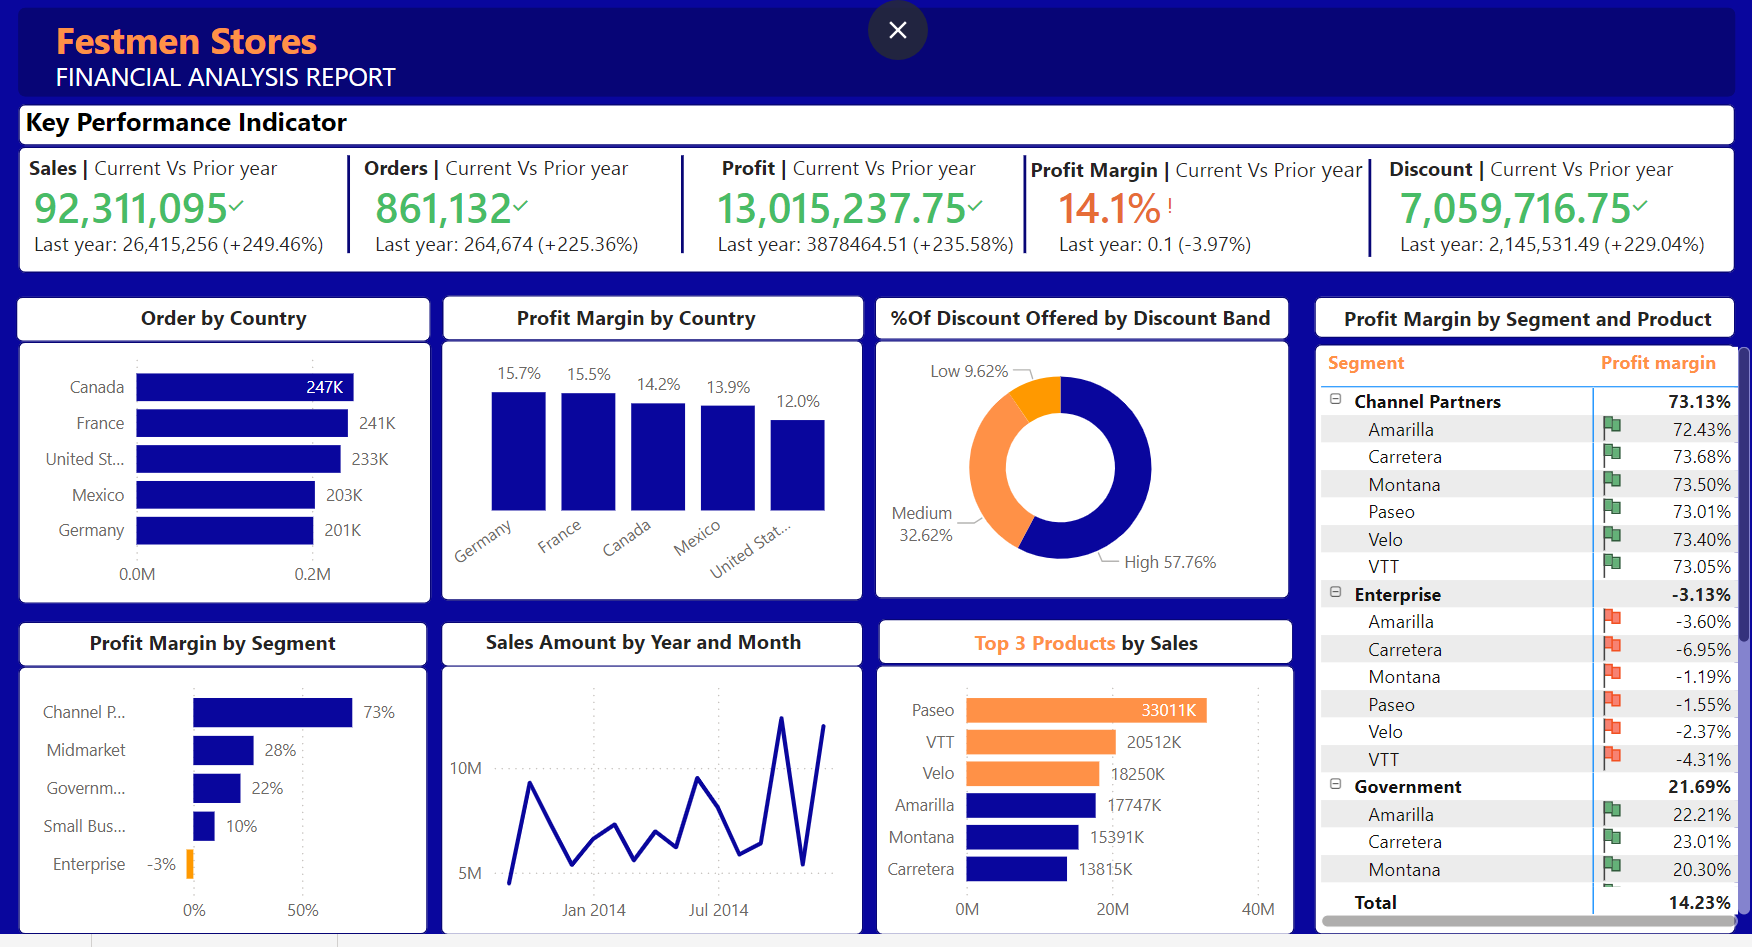 Festmen Stores
FINANCIAL ANALYSIS REPORT
Key Performance Indicator
Sales | Current Vs Prior year
92,311,095
Last year: 26,415,256 (+249.46%)
Orders | Current Vs Prior year
861,132
Last year: 264,674 (+225.36%)
Profit | Current Vs Prior year
13,015,237.75
Last year: 3878464.51 (+235.58%)
Profit Margin | Current Vs Prior year
14.1% !
Last year: 0.1 (-3.97%)
Discount | Current Vs Prior year
7,059,716.75
Last year: 2,145,531.49 (+229.04%)
Order by Country
Canada 247K
France 241K
United St... 233K
Mexico 203K
Germany 201K
0.0M 0.2M
Profit Margin by Country
15.7% 15.5% 14.2% 13.9% 12.0%
Germany France Canada Mexico United Stat...
%Of Discount Offered by Discount Band
Low 9.62%
Medium
32.62%
High 57.76%
Profit Margin by Segment and Product
Segment Profit margin
Channel Partners 73.13%
Amarilla 72.43%
Carretera 73.68%
Montana 73.50%
Paseo 73.01%
Velo 73.40%
VTT 73.05%
Enterprise -3.13%
Amarilla -3.60%
Carretera -6.95%
Montana -1.19%
Paseo -1.55%
Velo -2.37%
VTT -4.31%
Government 21.69%
Amarilla 22.21%
Carretera 23.01%
Montana 20.30%
Total 14.23%
Profit Margin by Segment
Channel P... 73%
Midmarket 28%
Governm... 22%
Small Bus... 10%
Enterprise -3%
0% 50%
Sales Amount by Year and Month
10M
5M
Jan 2014 Jul 2014
Top 3 Products by Sales
Paseo 33011K
VTT 20512K
Velo 18250K
Amarilla 17747K
Montana 15391K
Carretera 13815K
0M 20M 40M